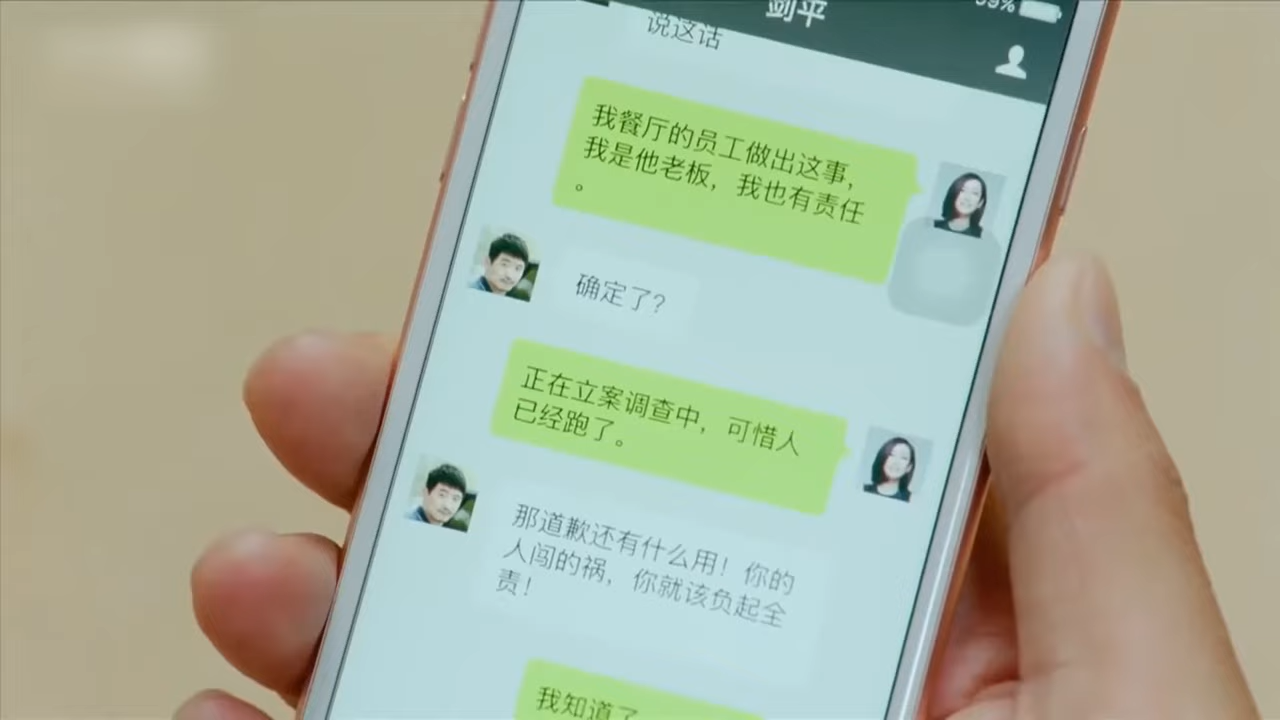 剑平
99%
说这话
我餐厅的员工做出这事，
我是他老板，我也有责任
。
确定了？
正在立案调查中，可惜人
已经跑了。
那道歉还有什么用！你的
人闯的祸，你就该负起全
责！
我知道了